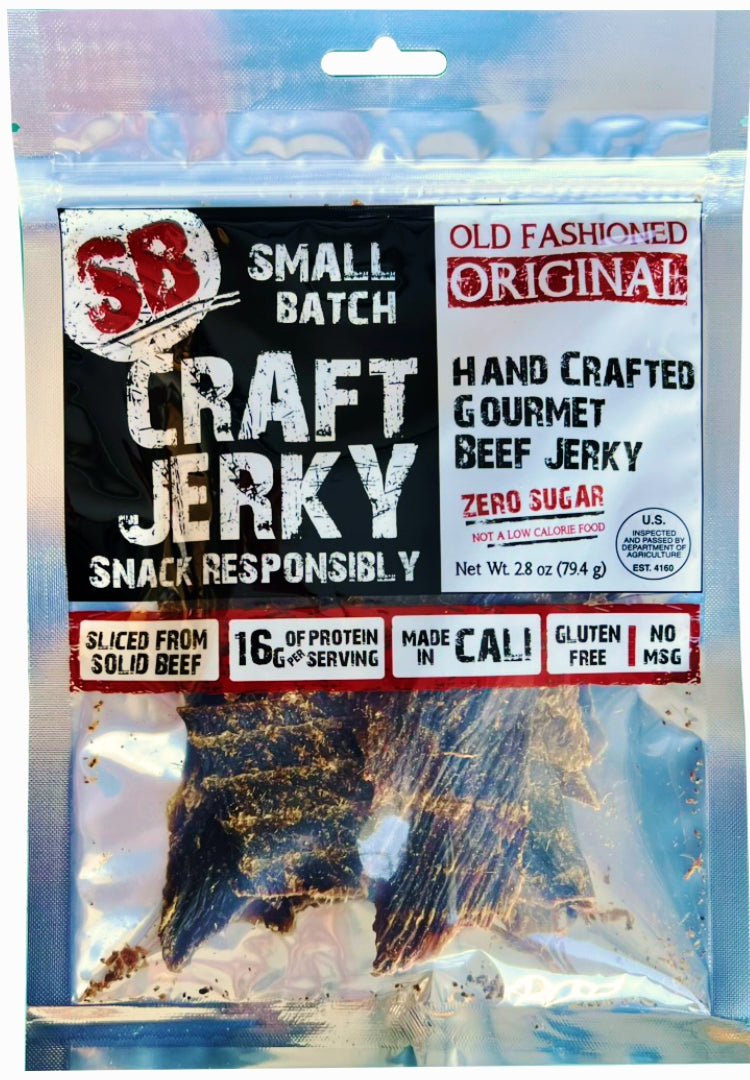 SB
SMALL
BATCH
CRAFT
JERKY
SNACK RESPONSIBLY
OLD FASHIONED
ORIGINAL
HAND CRAFTED
GOURMET
BEEF JERKY
ZERO SUGAR
NOT A LOW CALORIE FOOD
Net Wt. 2.8 oz (79.4 g)
U.S.
INSPECTED
AND PASSED BY
DEPARTMENT OF
AGRICULTURE
EST. 4160
SLICED FROM
SOLID BEEF
16G OF PROTEIN
PER SERVING
MADE
IN CALI
GLUTEN
FREE
NO
MSG